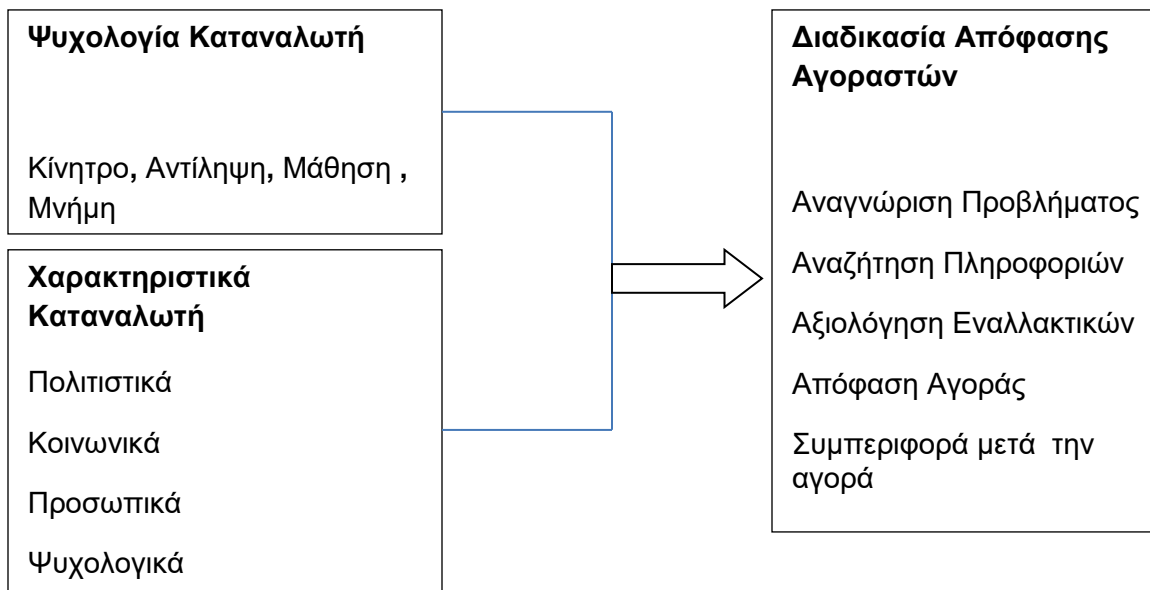 Ψυχολογία Καταναλωτή
Κίνητρο, Αντίληψη, Μάθηση ,
Μνήμη
Χαρακτηριστικά
Καταναλωτή
Πολιτιστικά
Κοινωνικά
Προσωπικά
Ψυχολογικά
Διαδικασία Απόφασης
Αγοραστών
Αναγνώριση Προβλήματος
Αναζήτηση Πληροφοριών
Αξιολόγηση Εναλλακτικών
Απόφαση Αγοράς
Συμπεριφορά μετά την
αγορά